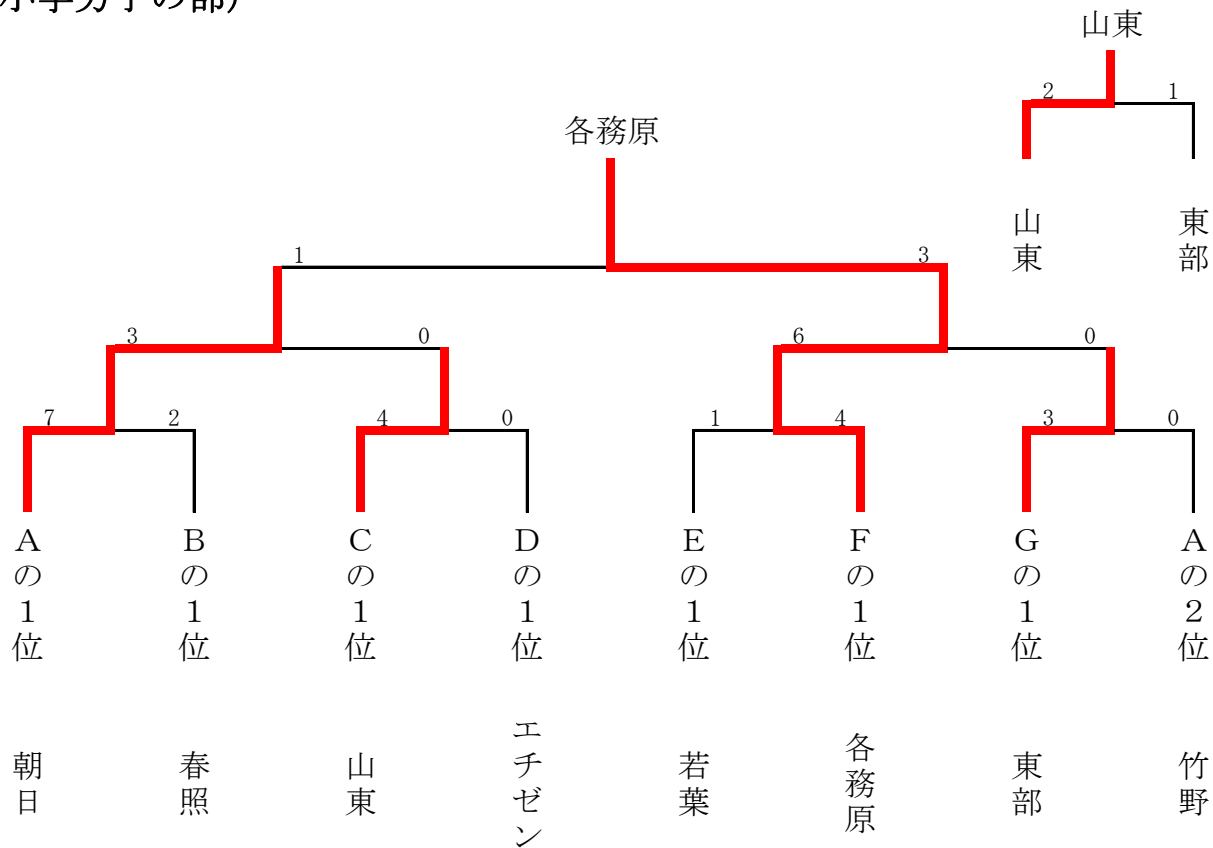 小学男子の部)
山東
2 1
各務原
山東 東部
1 3
3 0 6 0
7 2 4 0 1 4 3 0
Aの1位 Bの1位 Cの1位 Dの1位 Eの1位 Fの1位 Gの1位 Aの2位
朝日 春照 山東 エチゼン 若葉 各務原 東部 竹野